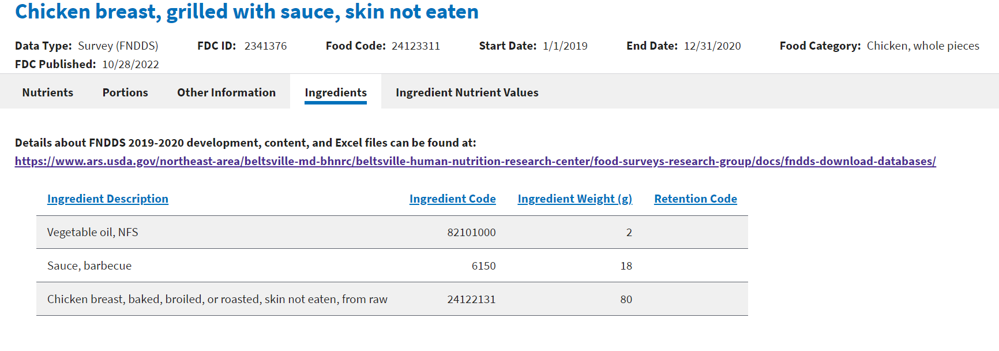 Chicken breast, grilled with sauce, skin not eaten
Data Type: Survey (FNDDS) FDC ID: 2341376 Food Code: 24123311 Start Date: 1/1/2019 End Date: 12/31/2020 Food Category: Chicken, whole pieces
FDC Published: 10/28/2022
Nutrients Portions Other Information Ingredients Ingredient Nutrient Values
Details about FNDDS 2019-2020 development, content, and Excel files can be found at:
https://www.ars.usda.gov/northeast-area/beltsville-md-bhnrc/beltsville-human-nutrition-research-center/food-surveys-research-group/docs/fndds-download-databases/
Ingredient Description Ingredient Code Ingredient Weight (g) Retention Code
Vegetable oil, NFS 82101000 2
Sauce, barbecue 6150 18
Chicken breast, baked, broiled, or roasted, skin not eaten, from raw 24122131 80